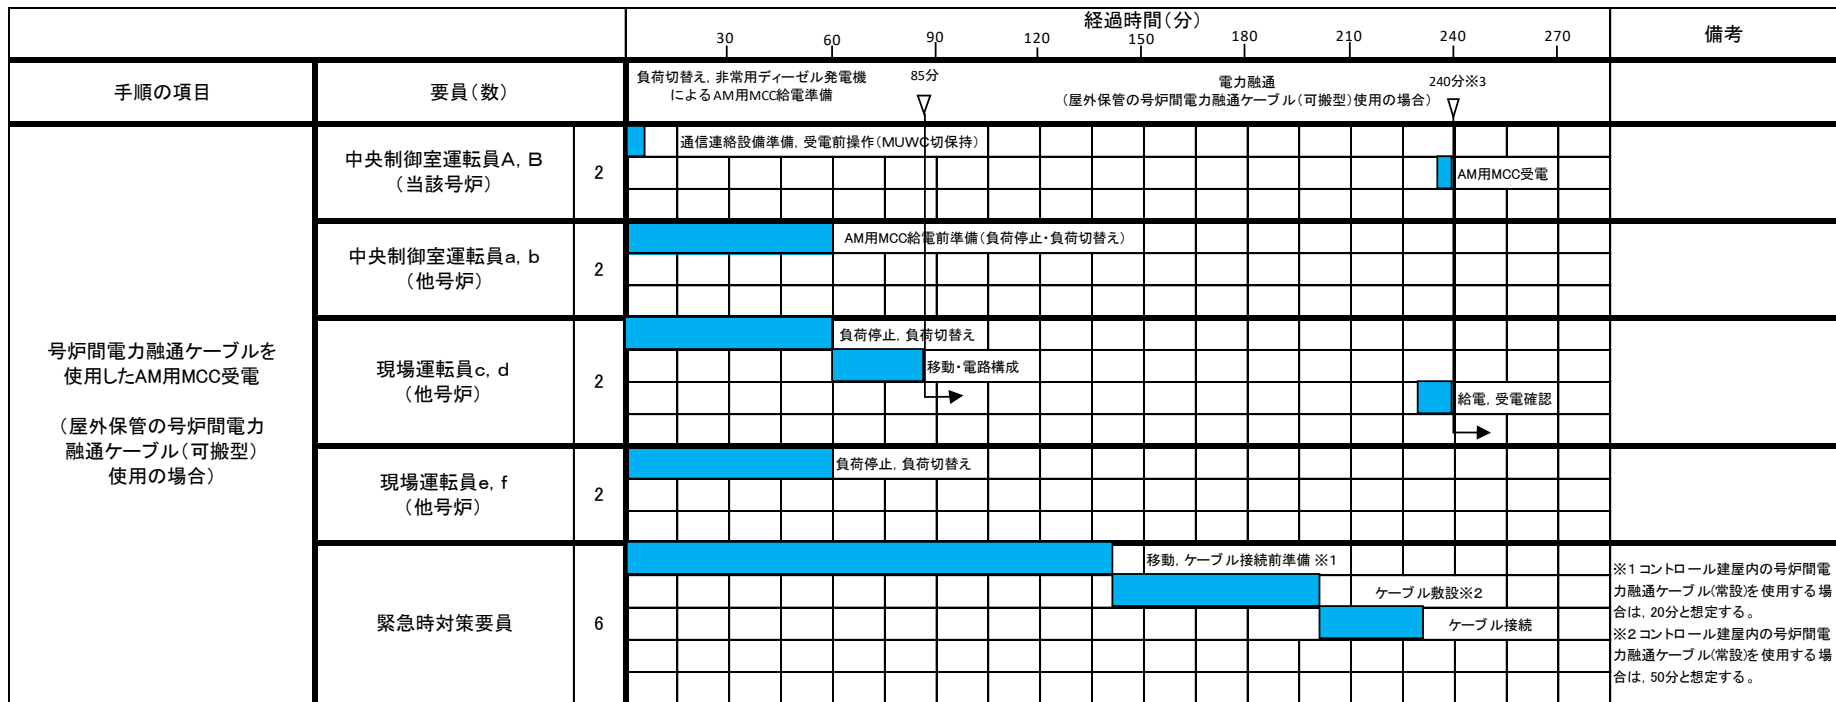 経過時間（分）
備考
30
60
90
120
150
180
210
240
270
手順の項目
要員（数）
負荷切替え, 非常用ディーゼル発電機
によるAM用MCC給電準備
85分
電力融通
（屋外保管の号炉間電力融通ケーブル（可搬型）使用の場合）
240分※3
号炉間電力融通ケーブルを
使用したAM用MCC受電
（屋外保管の号炉間電力
融通ケーブル（可搬型）
使用の場合）
中央制御室運転員A, B
（当該号炉）
2
通信連絡設備準備, 受電前操作（MUWC切保持）
AM用MCC受電
中央制御室運転員a, b
（他号炉）
2
AM用MCC給電前準備（負荷停止・負荷切替え）
現場運転員c, d
（他号炉）
2
負荷停止, 負荷切替え
移動・電路構成
給電, 受電確認
現場運転員e, f
（他号炉）
2
負荷停止, 負荷切替え
緊急時対策要員
6
移動, ケーブル接続前準備 ※1
ケーブル敷設※2
ケーブル接続
※1 コントロール建屋内の号炉間電
力融通ケーブル(常設)を使用する場
合は, 20分と想定する。
※2 コントロール建屋内の号炉間電
力融通ケーブル(常設)を使用する場
合は, 50分と想定する。